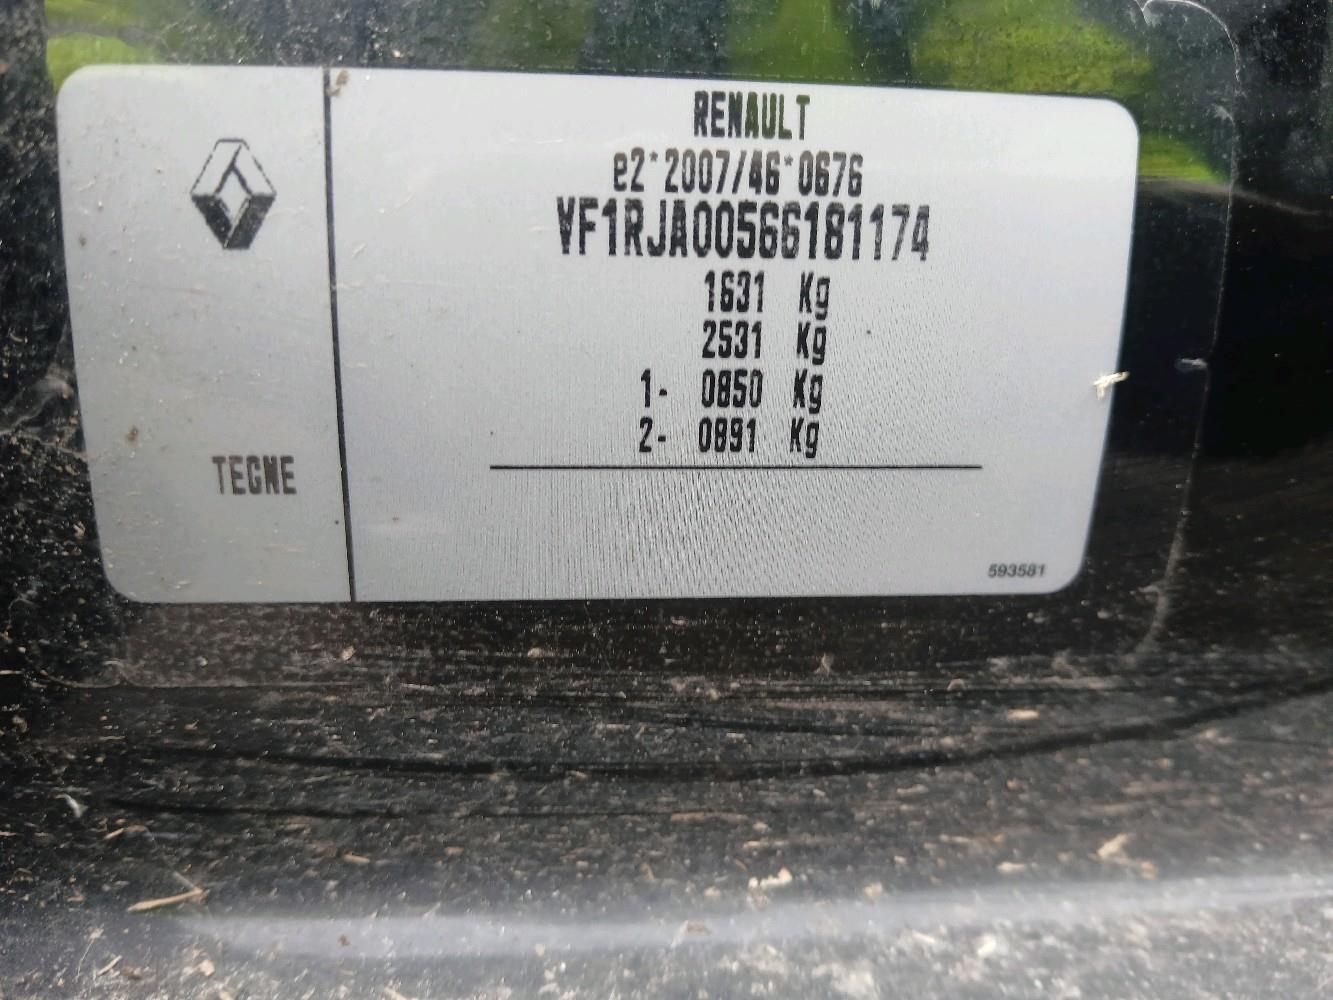 RENAULT
e2*2007/46*0676
VF1RJA00566181174
1631 Kg
2531 Kg
1- 0850 Kg
2- 0891 Kg
TEGNE
593581